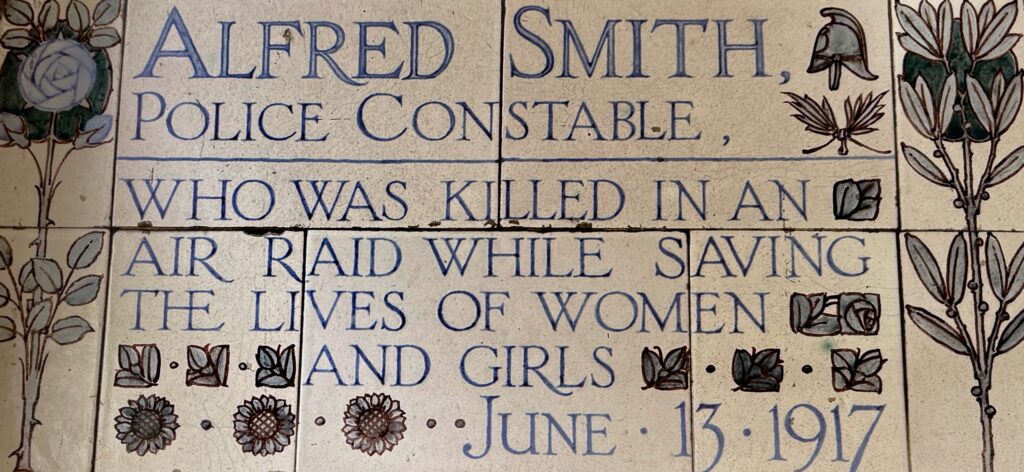 ALFRED SMITH,
POLICE CONSTABLE,
WHO WAS KILLED IN AN
AIR RAID WHILE SAVING
THE LIVES OF WOMEN
AND GIRLS
JUNE · 13 · 1917